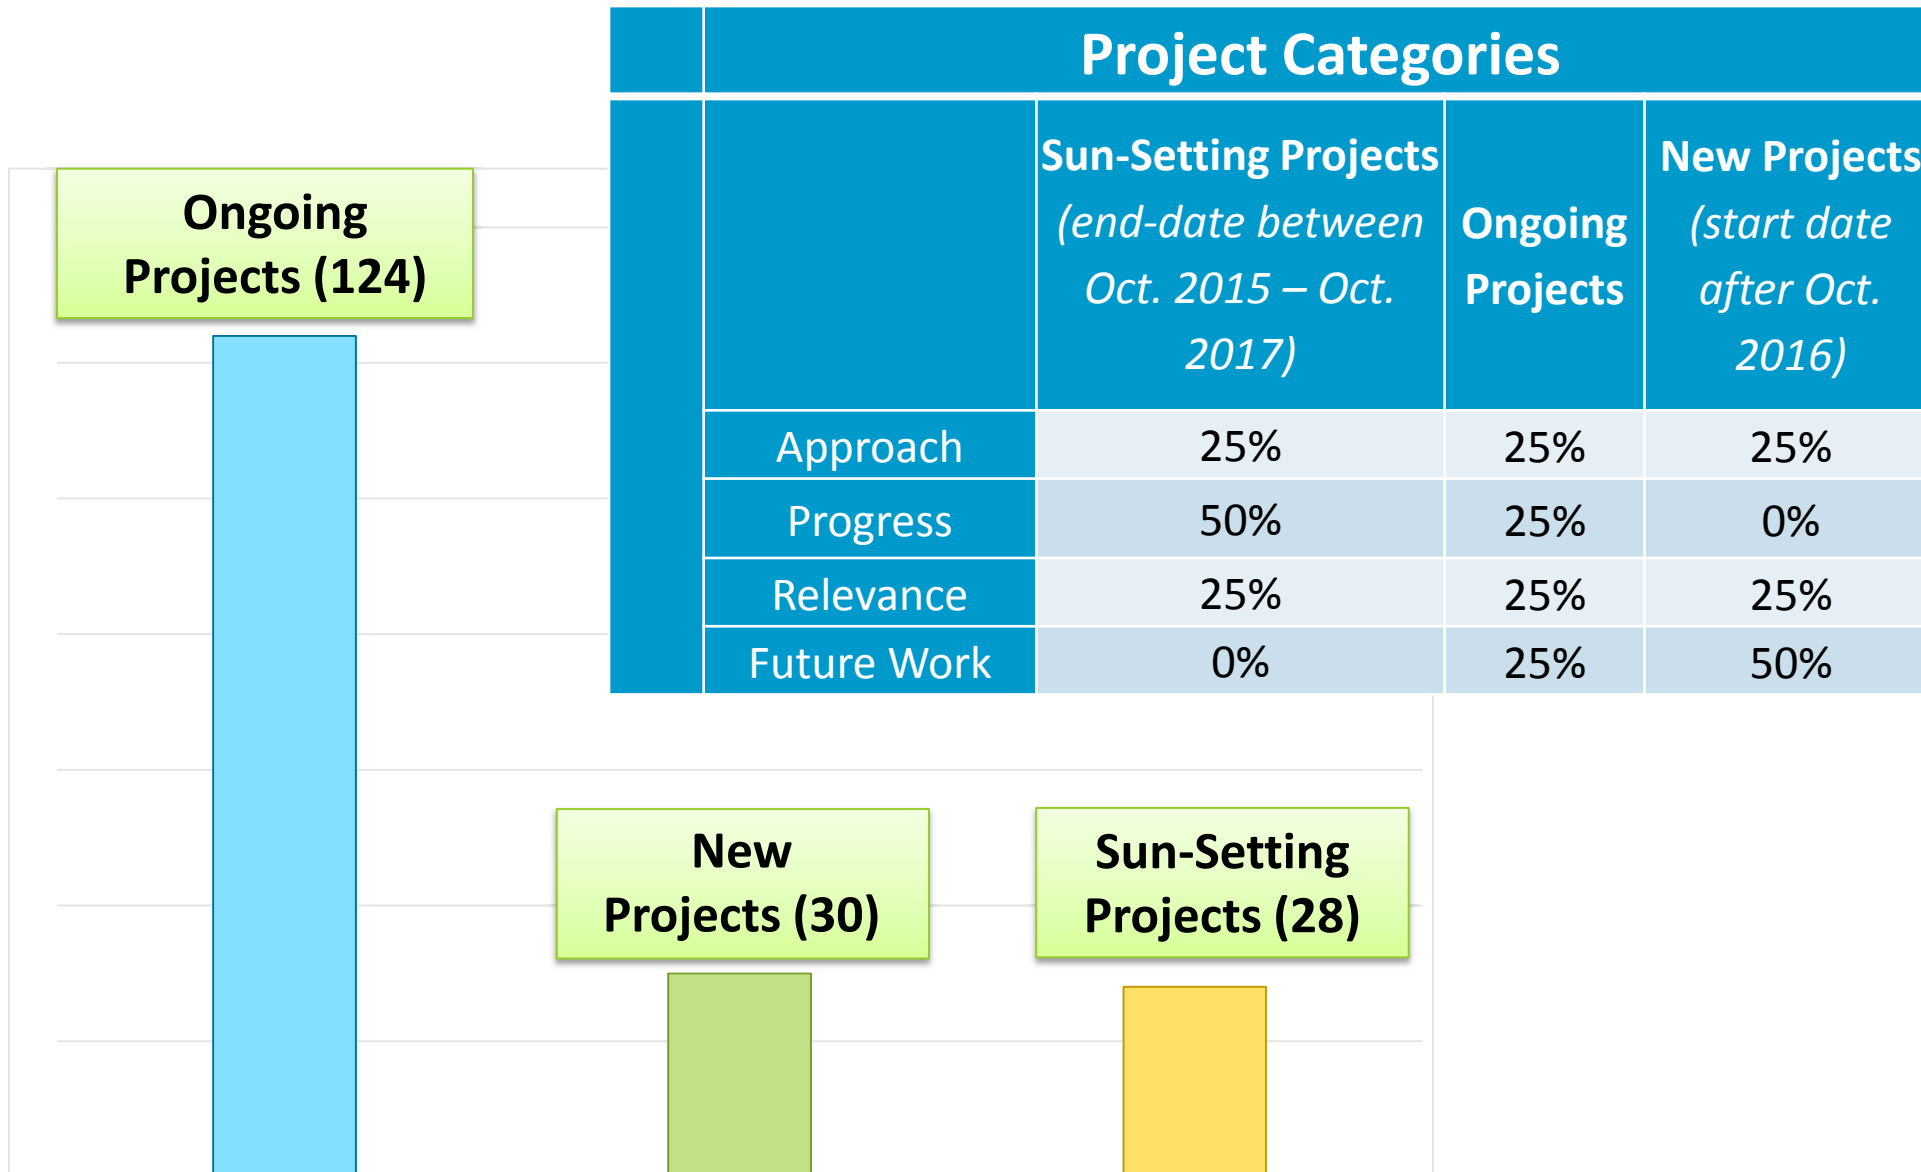 Project Categories
Sun-Setting Projects
(end-date between
Oct. 2015 – Oct.
2017)
Ongoing
Projects
New Projects
(start date
after Oct.
2016)
Approach 25% 25% 25%
Progress 50% 25% 0%
Relevance 25% 25% 25%
Future Work 0% 25% 50%
Ongoing
Projects (124)
New
Projects (30)
Sun-Setting
Projects (28)